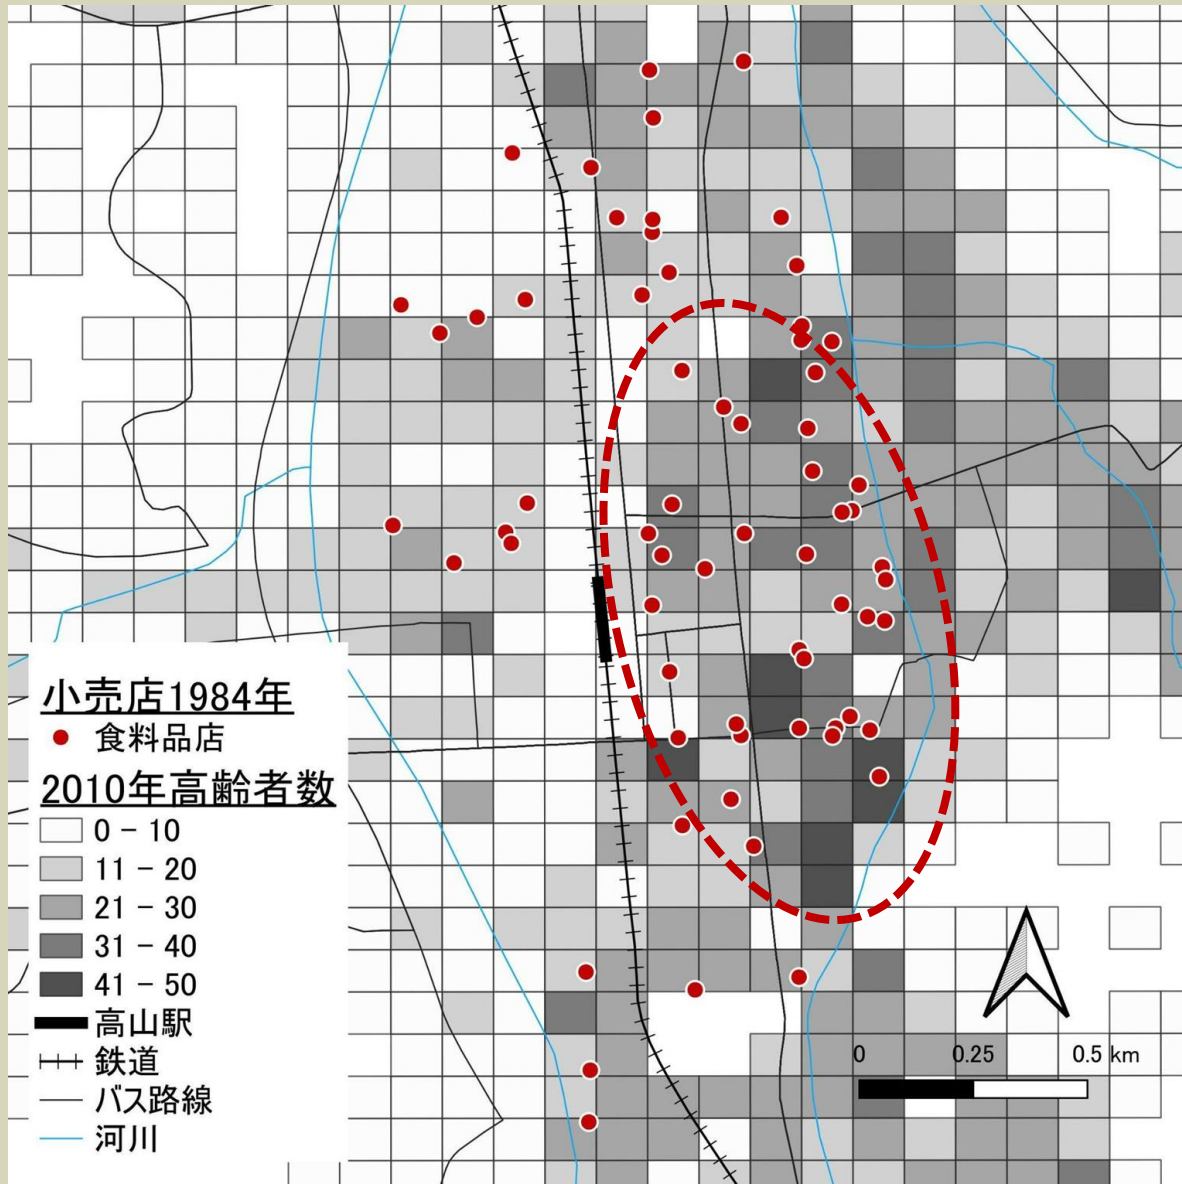 小売店1984年
食料品店
2010年高齢者数
0 - 10
11 - 20
21 - 30
31 - 40
41 - 50
高山駅
鉄道
バス路線
河川
0 0.25 0.5 km